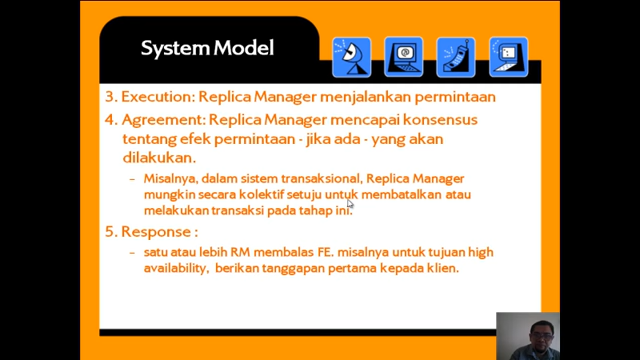 System Model
3. Execution: Replica Manager menjalankan permintaan
4. Agreement: Replica Manager mencapai konsensus
tentang efek permintaan - jika ada - yang akan
dilakukan.
– Misalnya, dalam sistem transaksional, Replica Manager
mungkin secara kolektif setuju untuk membatalkan atau
melakukan transaksi pada tahap ini.
5. Response :
– satu atau lebih RM membalas FE. misalnya untuk tujuan high
availability, berikan tanggapan pertama kepada klien.